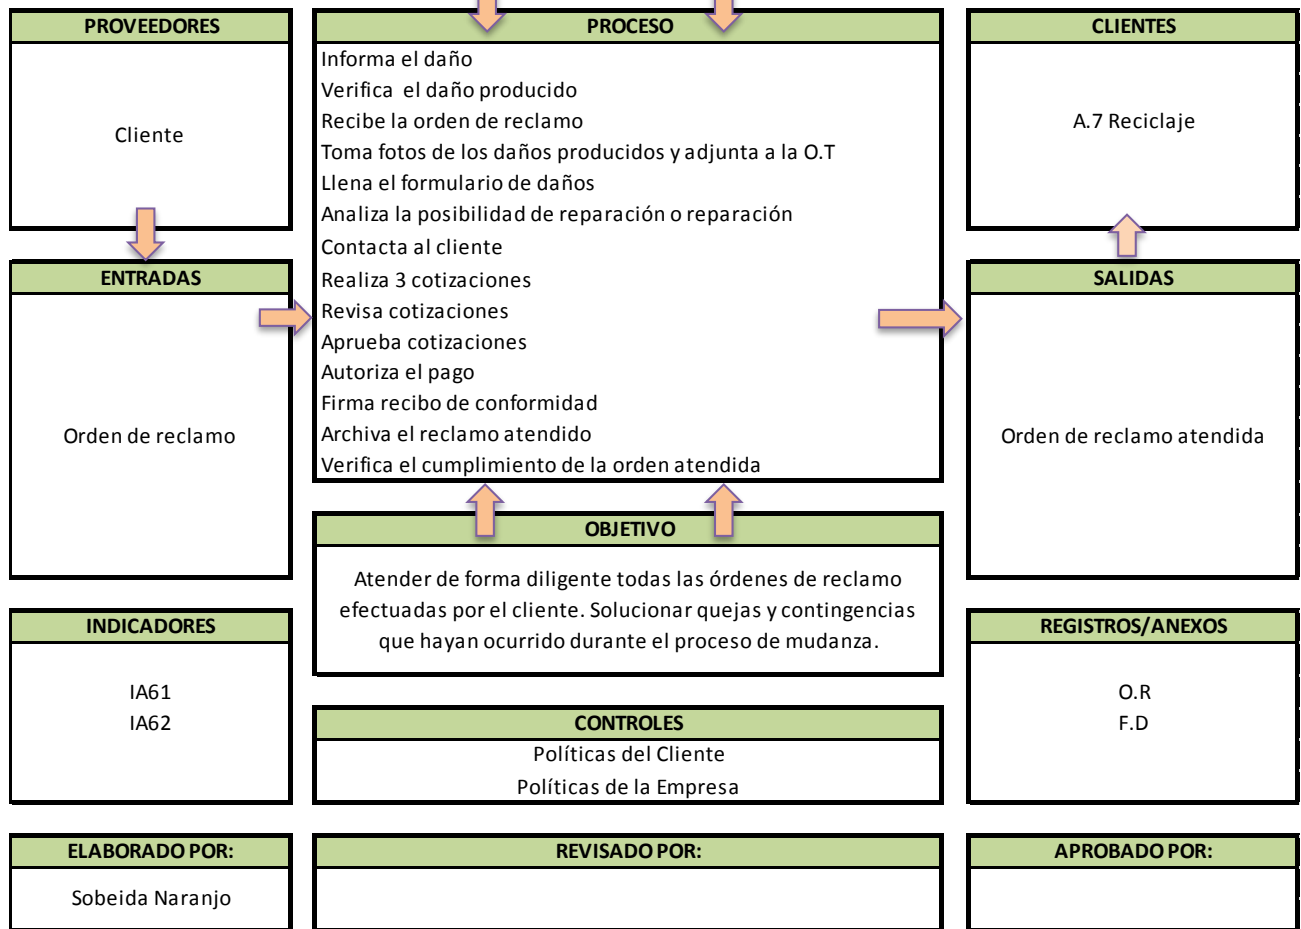 PROVEEDORES
Cliente
ENTRADAS
Orden de reclamo
INDICADORES
IA61
IA62
ELABORADO POR:
Sobeida Naranjo
PROCESO
Informa el daño
Verifica el daño producido
Recibe la orden de reclamo
Toma fotos de los daños producidos y adjunta a la O.T
Llena el formulario de daños
Analiza la posibilidad de reparación o reparación
Contacta al cliente
Realiza 3 cotizaciones
Revisa cotizaciones
Aprueba cotizaciones
Autoriza el pago
Firma recibo de conformidad
Archiva el reclamo atendido
Verifica el cumplimiento de la orden atendida
OBJETIVO
Atender de forma diligente todas las órdenes de reclamo
efectuadas por el cliente. Solucionar quejas y contingencias
que hayan ocurrido durante el proceso de mudanza.
CONTROLES
Políticas del Cliente
Políticas de la Empresa
REVISADO POR:
CLIENTES
A.7 Reciclaje
SALIDAS
Orden de reclamo atendida
REGISTROS/ANEXOS
O.R
F.D
APROBADO POR: